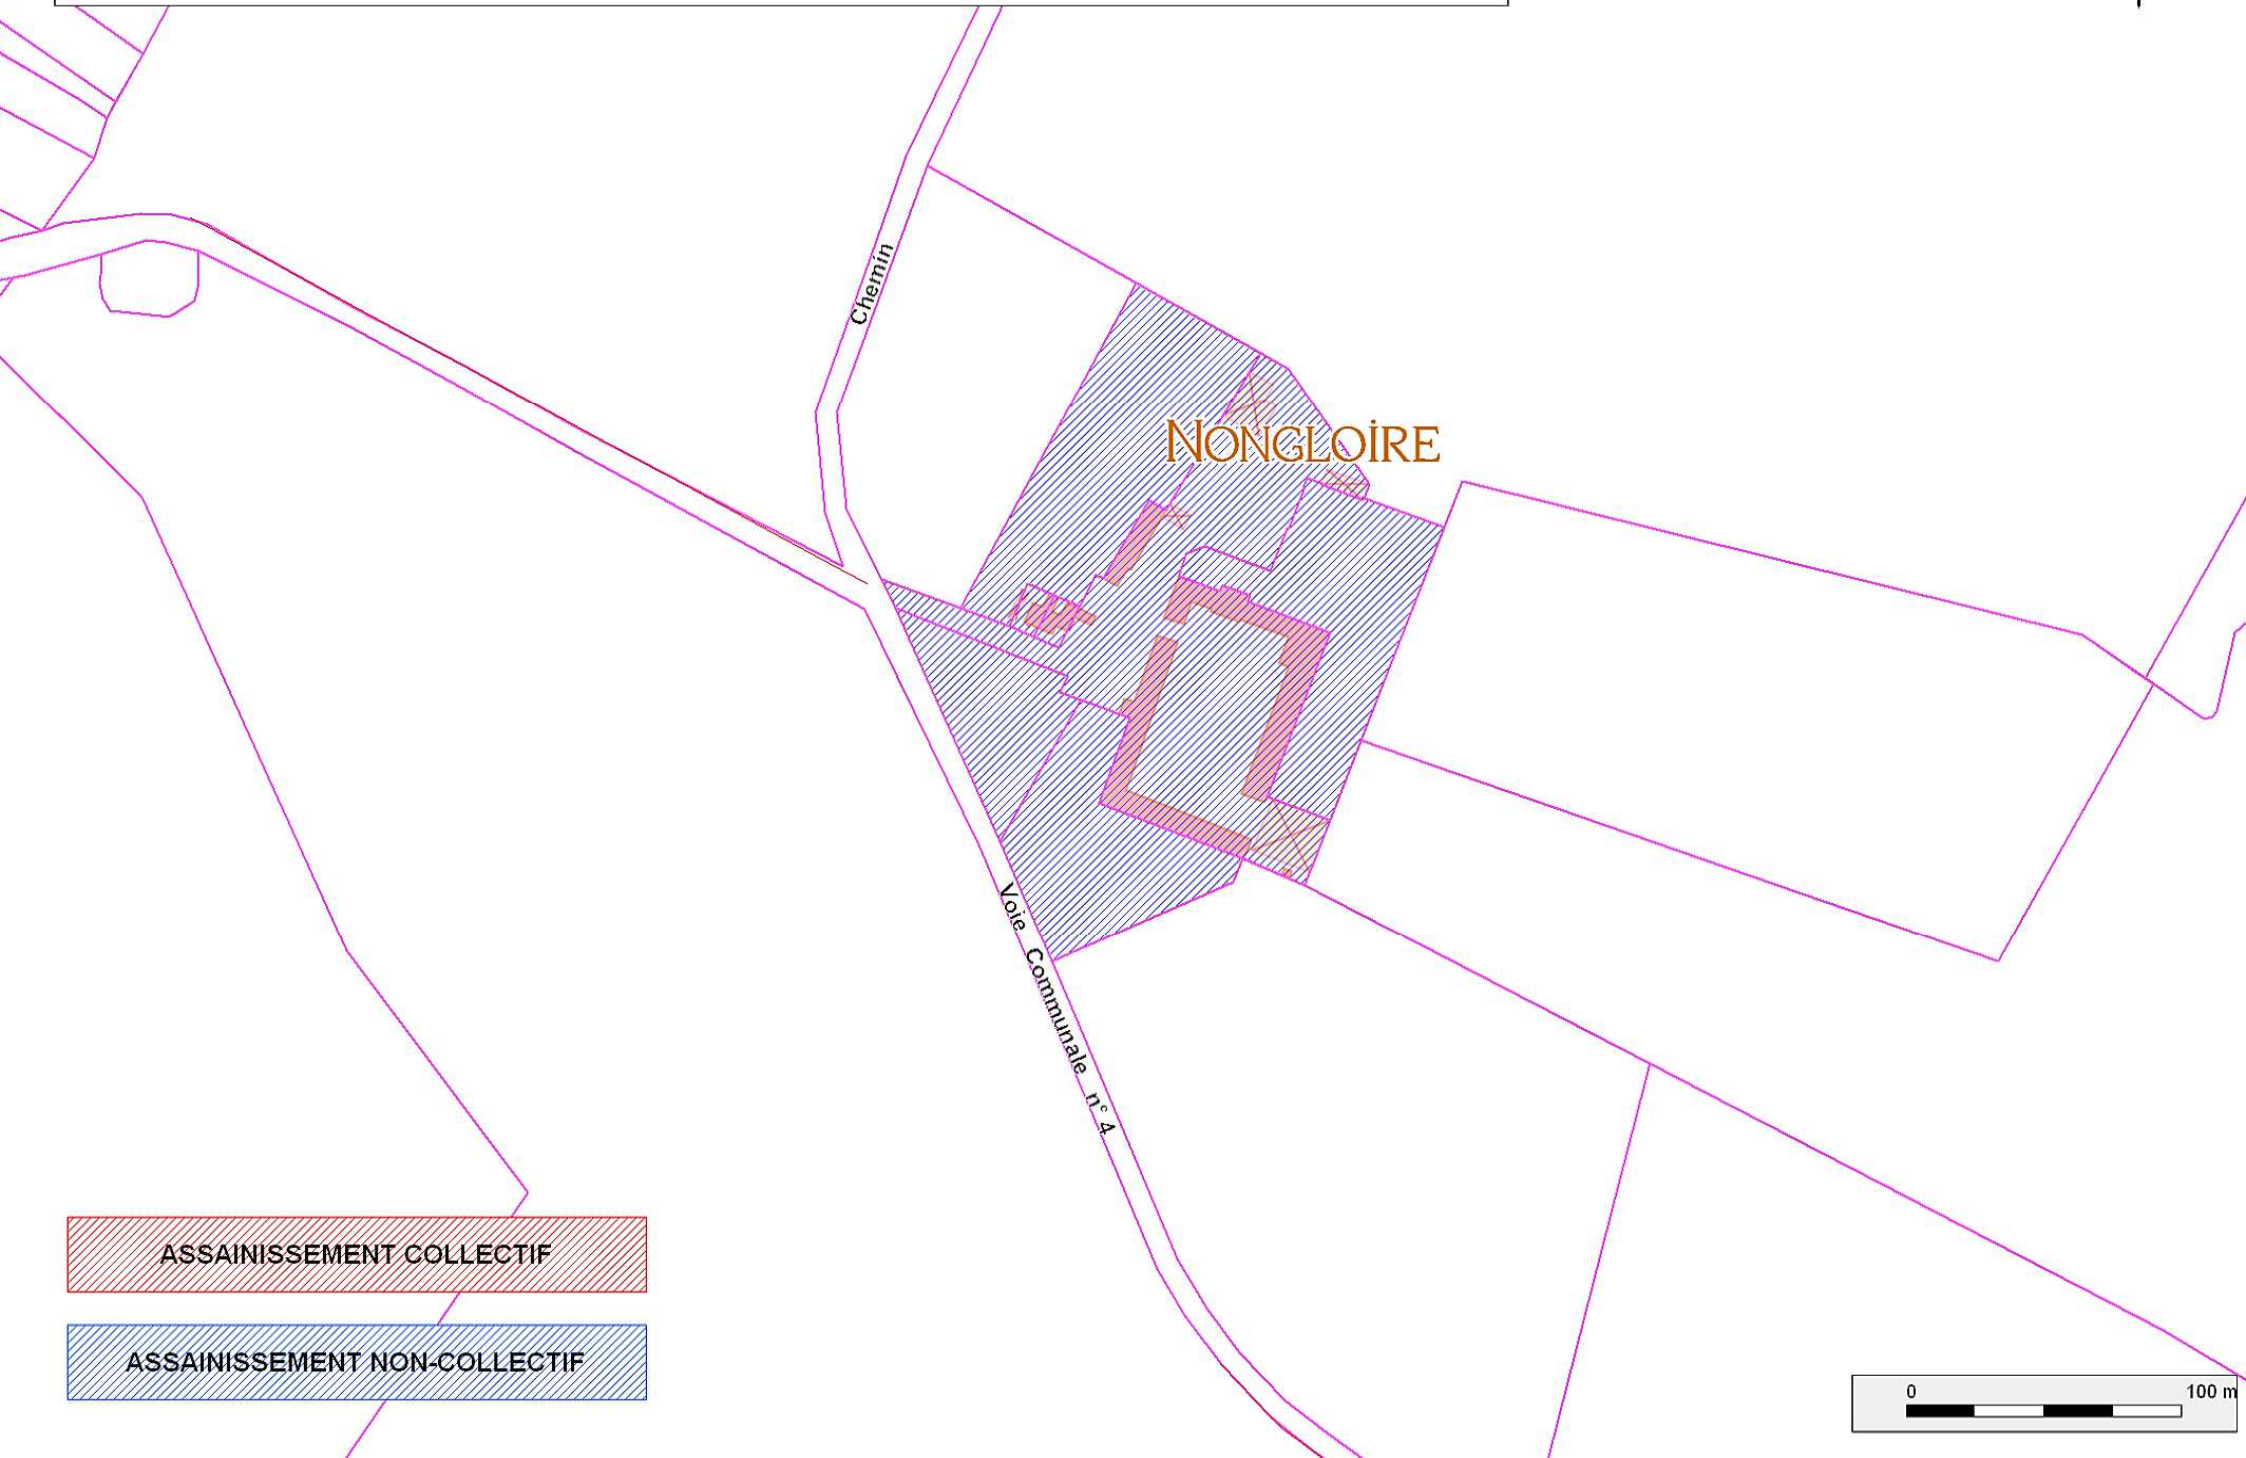 Chemin
NONGLOIRE
Voie Communale n° 4
ASSAINISSEMENT COLLECTIF
ASSAINISSEMENT NON-COLLECTIF
0 100 m